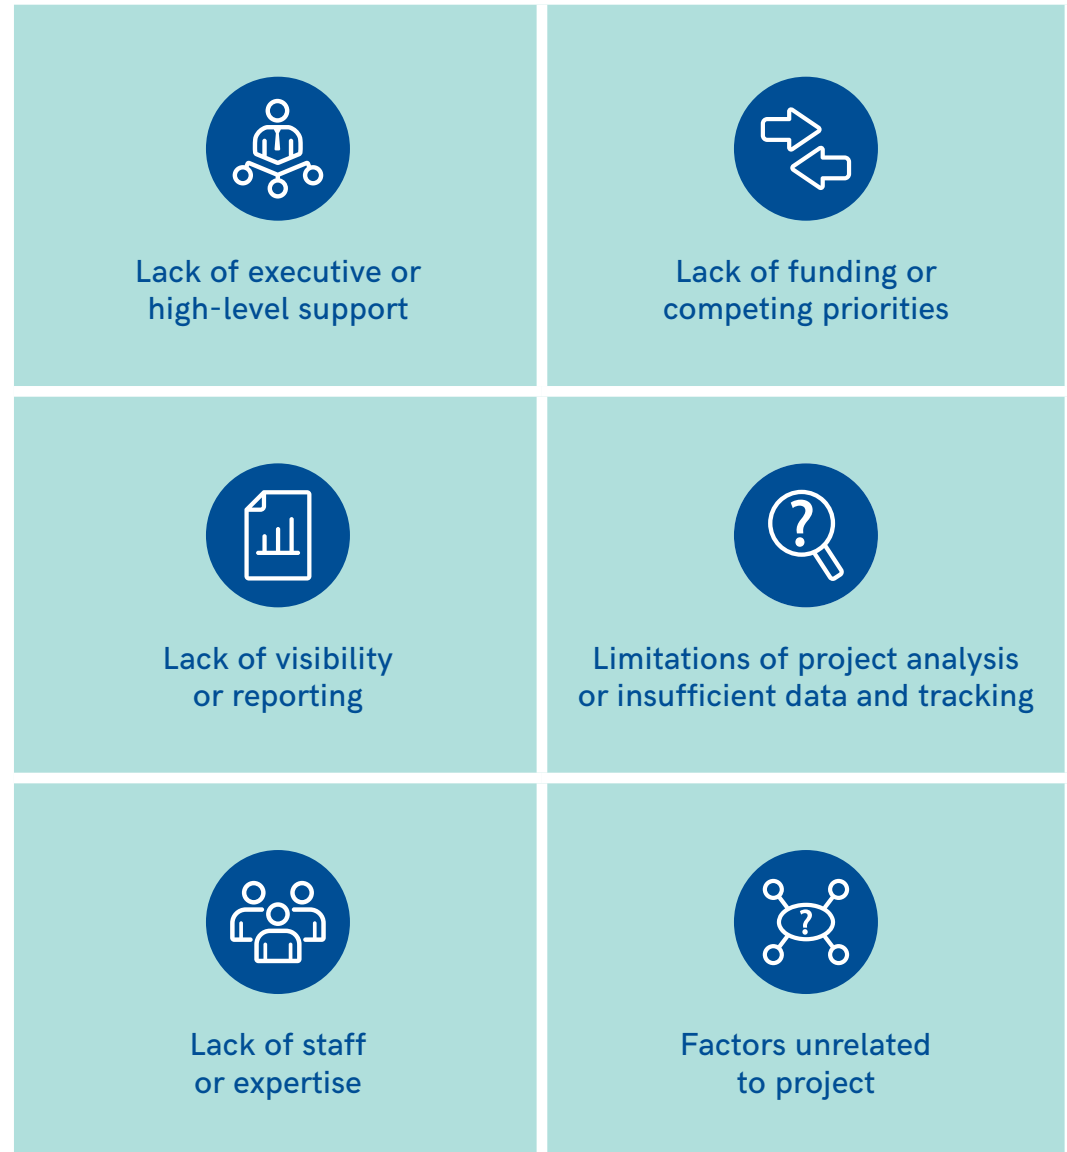 Lack of executive or
high-level support
Lack of funding or
competing priorities
Lack of visibility
or reporting
?
Limitations of project analysis
or insufficient data and tracking
Lack of staff
or expertise
?
Factors unrelated
to project